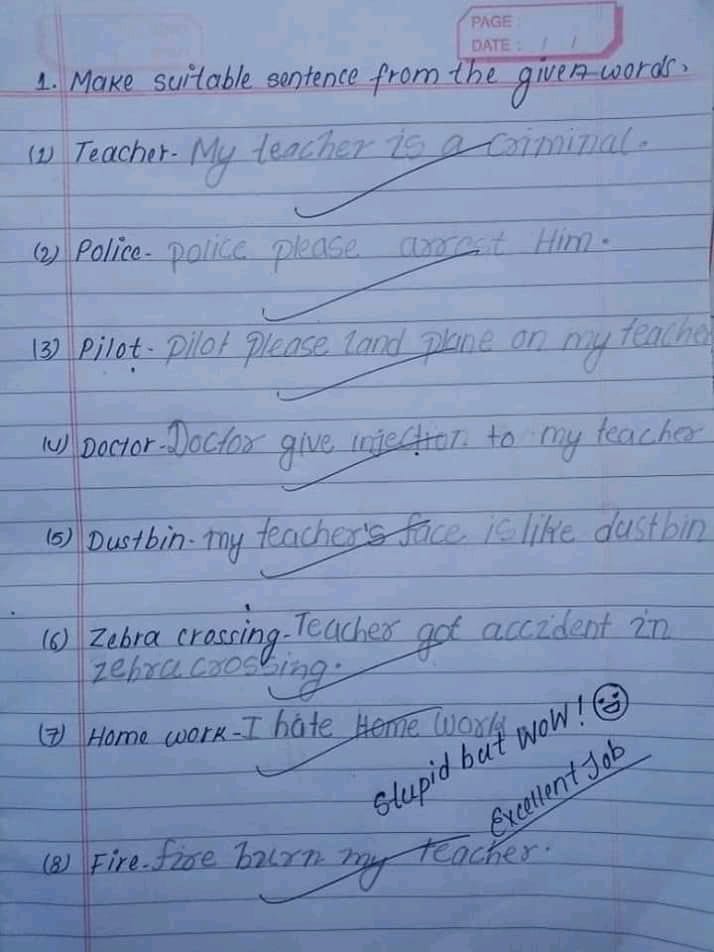 PAGE:
DATE: / /
1. Make suitable sentence from the given words.
(1) Teacher- My teacher is a criminal.
(2) Police- police please arrest Him.
(3) Pilot- pilot please land plane on my teacher
(4) Doctor- Doctor give injection to my teacher
(5) Dustbin- my teacher's face is like dustbin
(6) Zebra crossing- Teacher got accident in
zebra crossing.
(7) Home work- I hate Home work
Stupid but WOW!
Excellent Job
(8) Fire- fire burn my teacher.